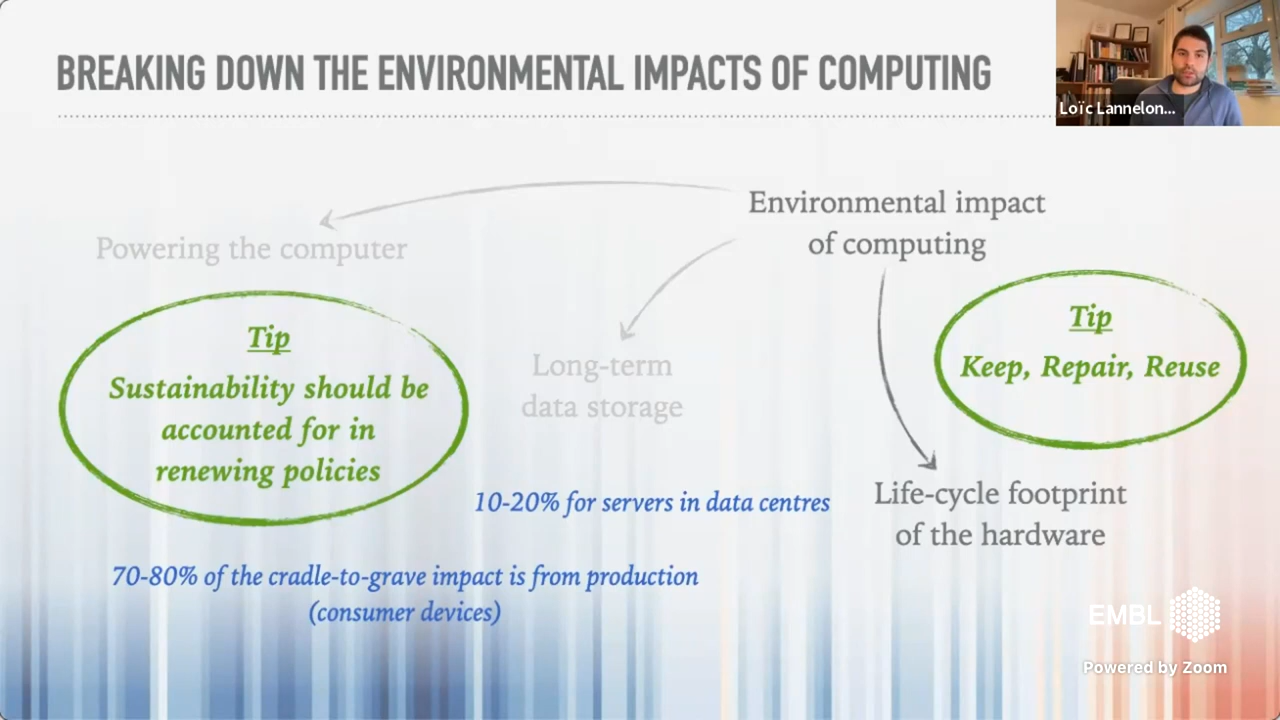 BREAKING DOWN THE ENVIRONMENTAL IMPACTS OF COMPUTING
Loïc Lannelon...
Environmental impact
of computing
Powering the computer
Tip
Sustainability should be
accounted for in
renewing policies
Long-term
data storage
Tip
Keep, Repair, Reuse
10-20% for servers in data centres
Life-cycle footprint
of the hardware
70-80% of the cradle-to-grave impact is from production
(consumer devices)
EMBL
Powered by Zoom